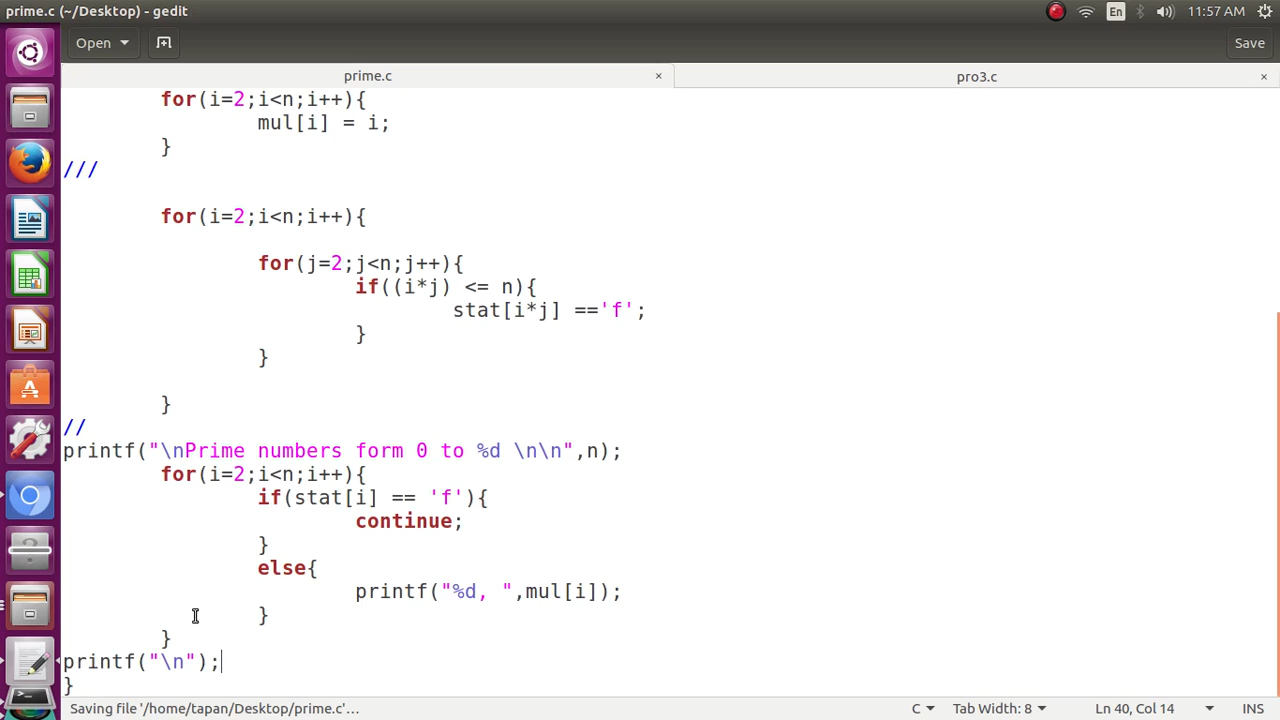 prime.c (~/Desktop) - gedit
En
11:57 AM
Open
Save
prime.c
×
pro3.c
×
for(i=2;i<n;i++){
mul[i] = i;
}
///
for(i=2;i<n;i++){
for(j=2;j<n;j++){
if((i*j) <= n){
stat[i*j] =='f';
}
}
}
//
printf("\nPrime numbers form 0 to %d \n\n",n);
for(i=2;i<n;i++){
if(stat[i] == 'f'){
continue;
}
else{
printf("%d, ",mul[i]);
}
}
printf("\n");
}
Saving file '/home/tapan/Desktop/prime.c'…
C
Tab Width: 8
Ln 40, Col 14
INS